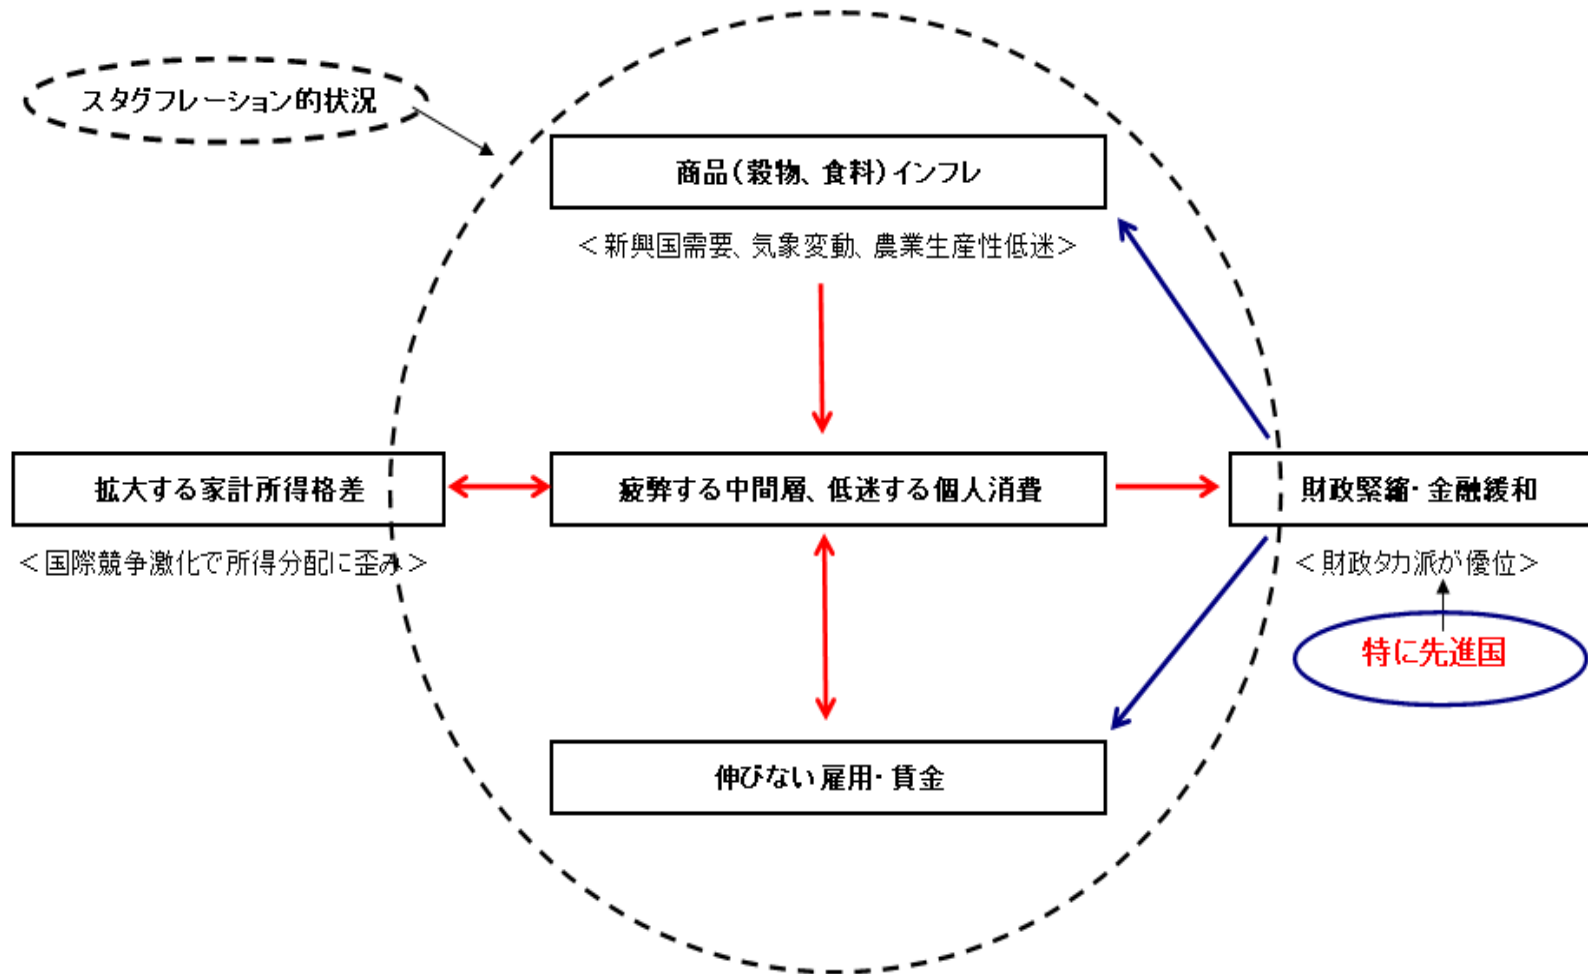 スタグフレーション的状況
商品(穀物、食料)インフレ
＜新興国需要、気象変動、農業生産性低迷＞
拡大する家計所得格差
疲弊する中間層、低迷する個人消費
財政緊縮・金融緩和
＜国際競争激化で所得分配に歪み＞
＜財政タカ派が優位＞
特に先進国
伸びない雇用・賃金